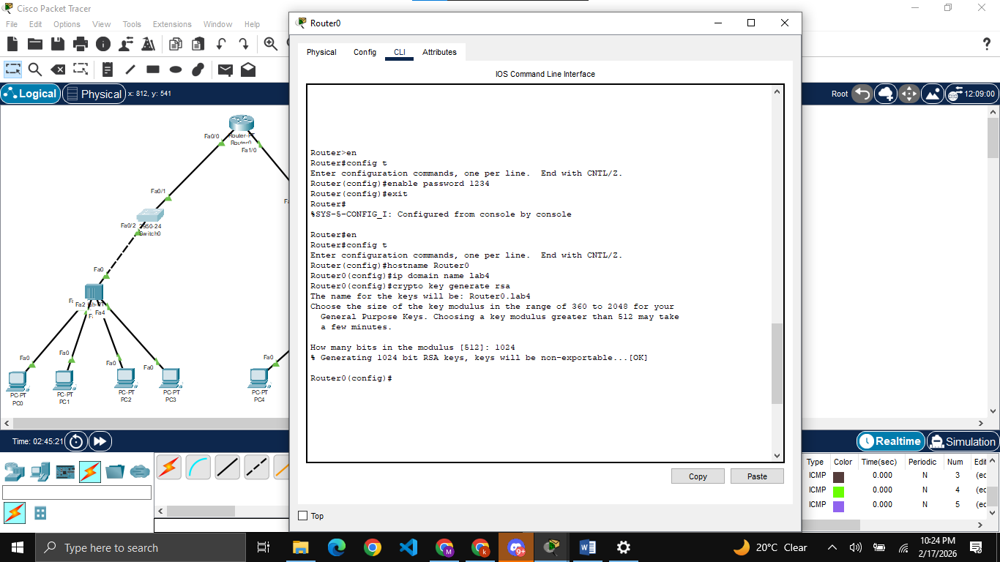 Cisco Packet Tracer
File Edit Options View Tools Extensions Window Help
Logical Physical x: 812, y: 541
Root 12:09:00
Fa0/0
Router-PT
Router0
Fa1/0
Fa0/1
Fa0/2
2950-24
Switch0
Fa0
Fa2
Fa4
Fa0
Fa0
Fa0
Fa0
Fa0
PC-PT
PC0
PC-PT
PC1
PC-PT
PC2
PC-PT
PC3
PC-PT
PC4
Time: 02:45:21
Router0
Physical Config CLI Attributes
IOS Command Line Interface
Router>en
Router#config t
Enter configuration commands, one per line. End with CNTL/Z.
Router(config)#enable password 1234
Router(config)#exit
Router#
%SYS-5-CONFIG_I: Configured from console by console
Router#en
Router#config t
Enter configuration commands, one per line. End with CNTL/Z.
Router(config)#hostname Router0
Router0(config)#ip domain name lab4
Router0(config)#crypto key generate rsa
The name for the keys will be: Router0.lab4
Choose the size of the key modulus in the range of 360 to 2048 for your
General Purpose Keys. Choosing a key modulus greater than 512 may take
a few minutes.
How many bits in the modulus [512]: 1024
% Generating 1024 bit RSA keys, keys will be non-exportable...[OK]
Router0(config)#
Copy Paste
Top
Realtime Simulation
Type Color Time(sec) Periodic Num Edi
ICMP 0.000 N 3 (ec
ICMP 0.000 N 4 (ec
ICMP 0.000 N 5 (ec
Type here to search
20°C Clear
10:24 PM
2/17/2026